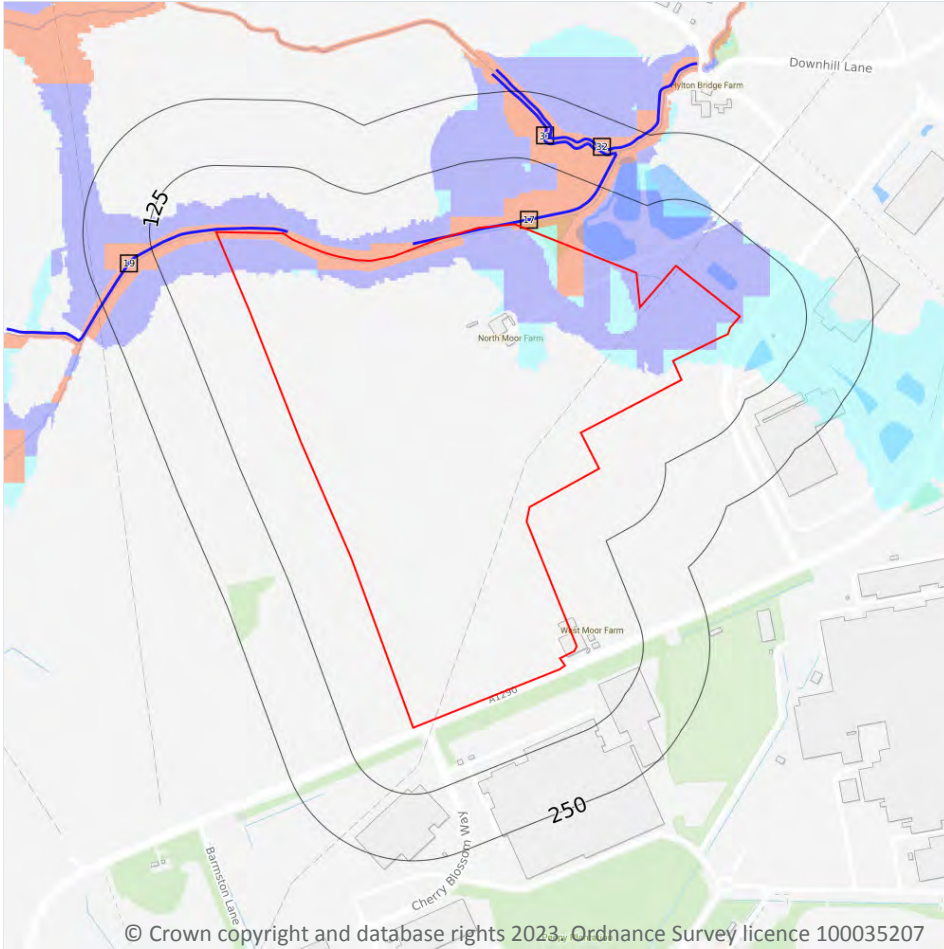 Downhill Lane
Hylton Bridge Farm
32
17
125
19
North Moor Farm
West Moor Farm
A1290
250
Cherry Blossom Way
Barmston Lane
© Crown copyright and database rights 2023. Ordnance Survey licence 100035207